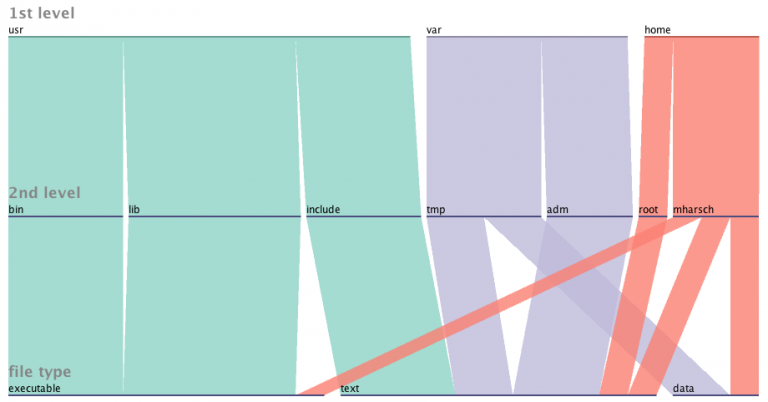 1st level
usr var home
2nd level
bin lib include tmp adm root mharsch
file type
executable text data